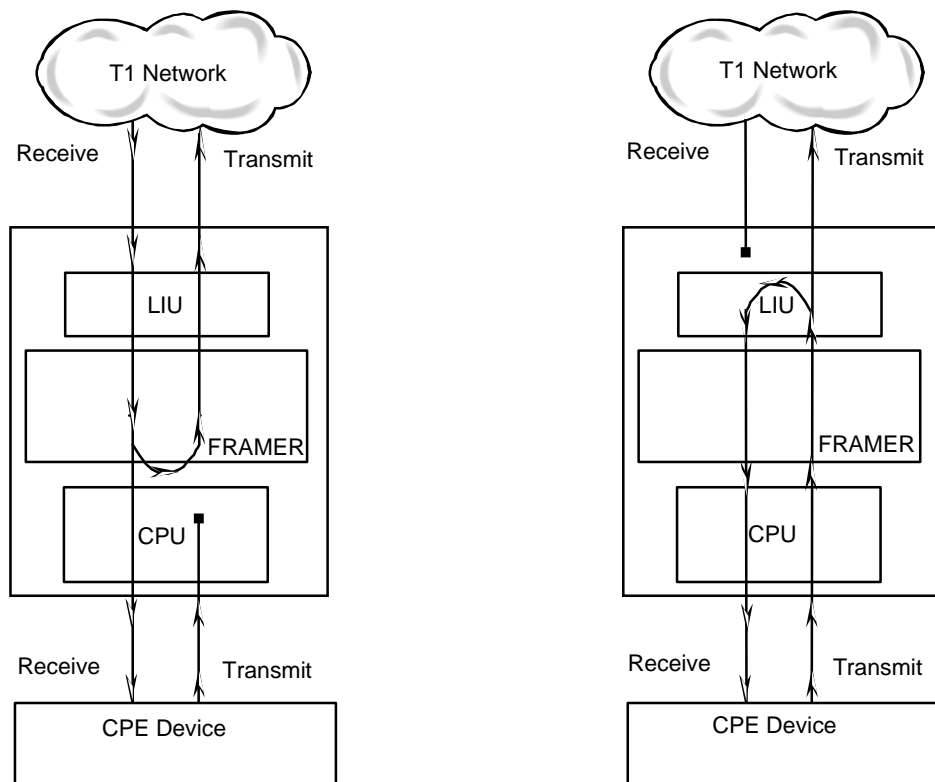 T1 Network
Receive
Transmit
LIU
FRAMER
CPU
Receive
Transmit
CPE Device
T1 Network
Receive
Transmit
LIU
FRAMER
CPU
Receive
Transmit
CPE Device